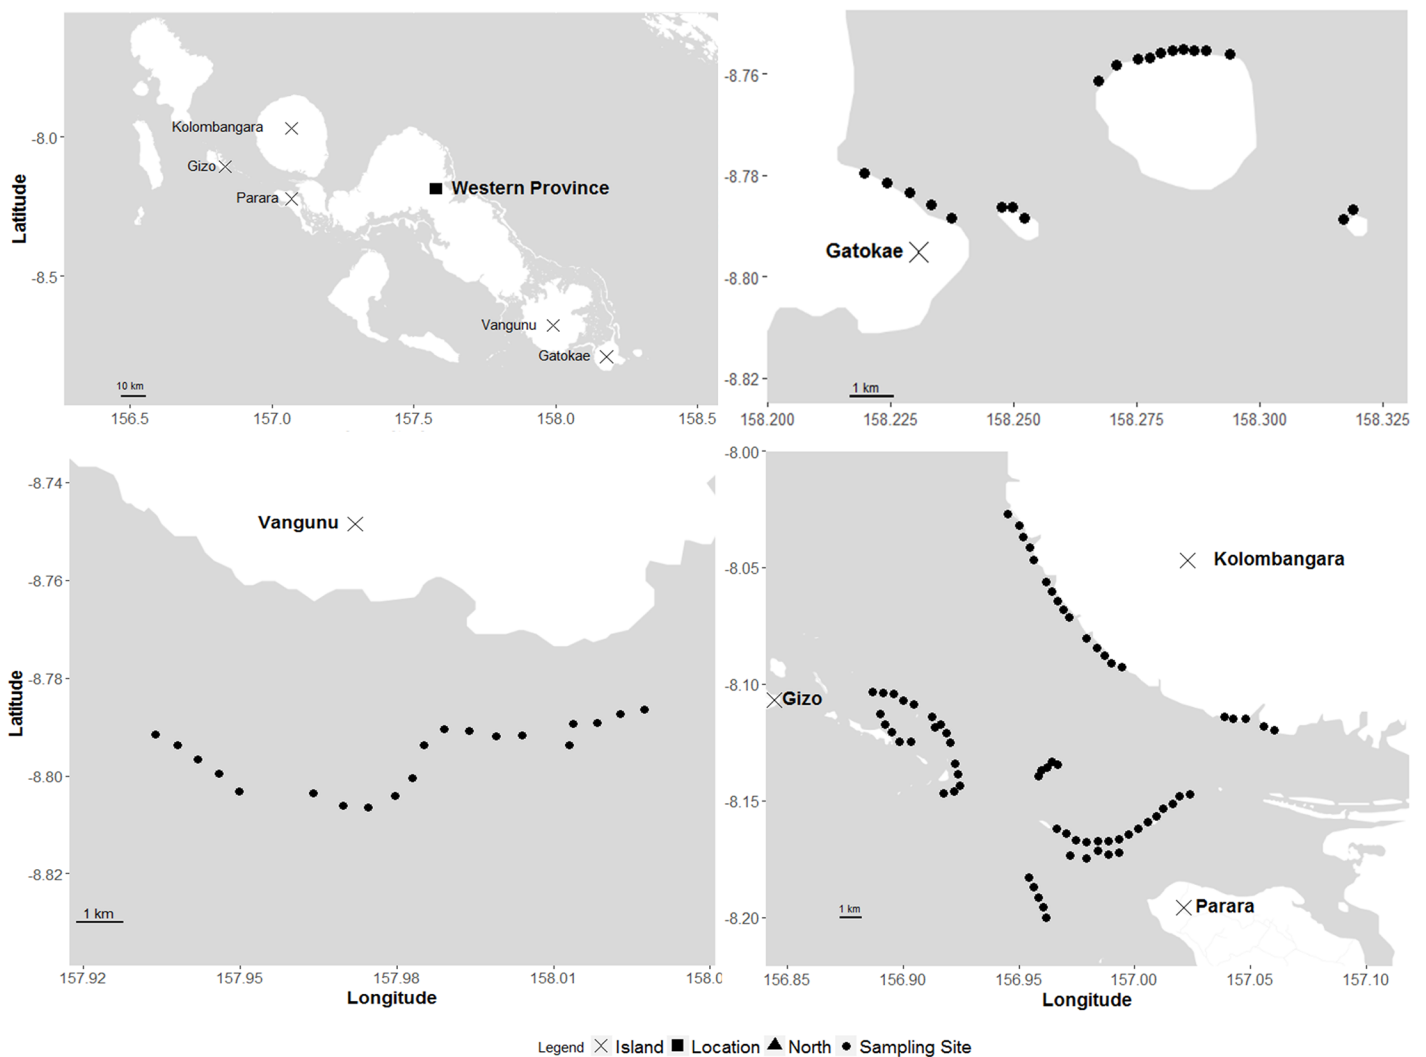 Latitude
-8.0
-8.5
Kolombangara
Gizo
Parara
Western Province
Vangunu
Gatokae
10 km
156.5 157.0 157.5 158.0 158.5
-8.76
-8.78
-8.80
-8.82
Gatokae
1 km
158.200 158.225 158.250 158.275 158.300 158.325
Latitude
-8.74
-8.76
-8.78
-8.80
-8.82
Vangunu
1 km
157.92 157.95 157.98 158.01
Longitude
-8.00
-8.05
-8.10
-8.15
-8.20
Kolombangara
Gizo
Parara
1 km
156.85 156.90 156.95 157.00 157.05 157.10
Longitude
Legend Island Location North Sampling Site